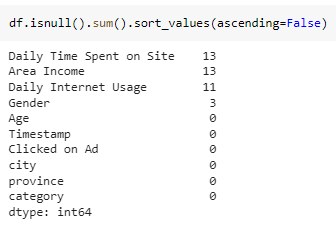 df.isnull().sum().sort_values(ascending=False)
Daily Time Spent on Site    13
Area Income                 13
Daily Internet Usage        11
Gender                       3
Age                          0
Timestamp                    0
Clicked on Ad                0
city                         0
province                     0
category                     0
dtype: int64